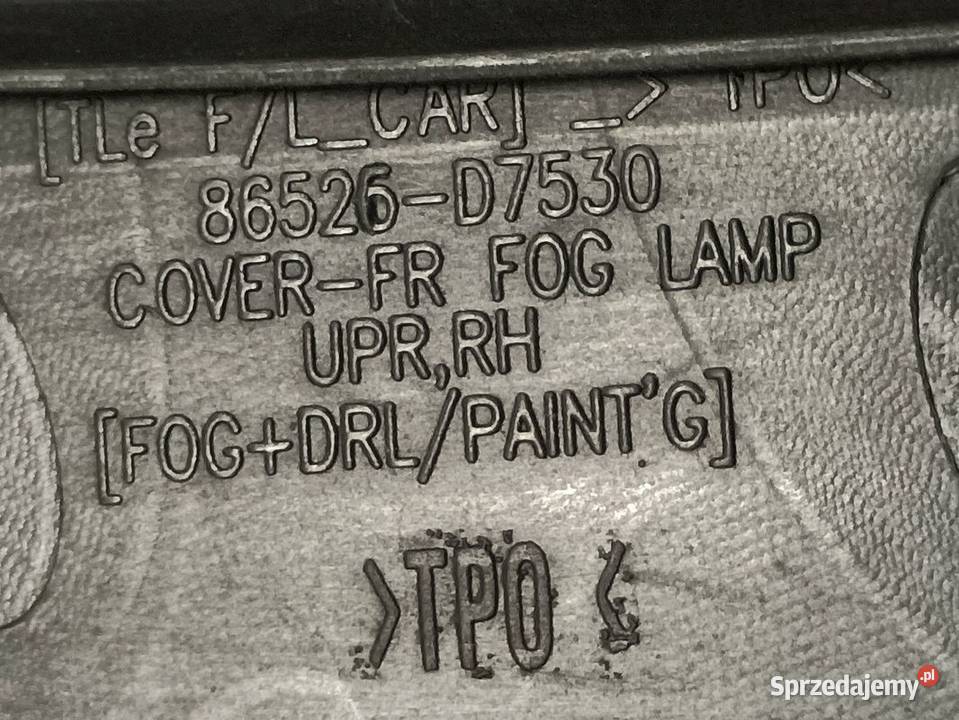 [TLe F/L_CAR] _> TPO<
86526-D7530
COVER-FR FOG LAMP
UPR,RH
[FOG+DRL/PAINT'G]
>TPO<
Sprzedajemy.pl